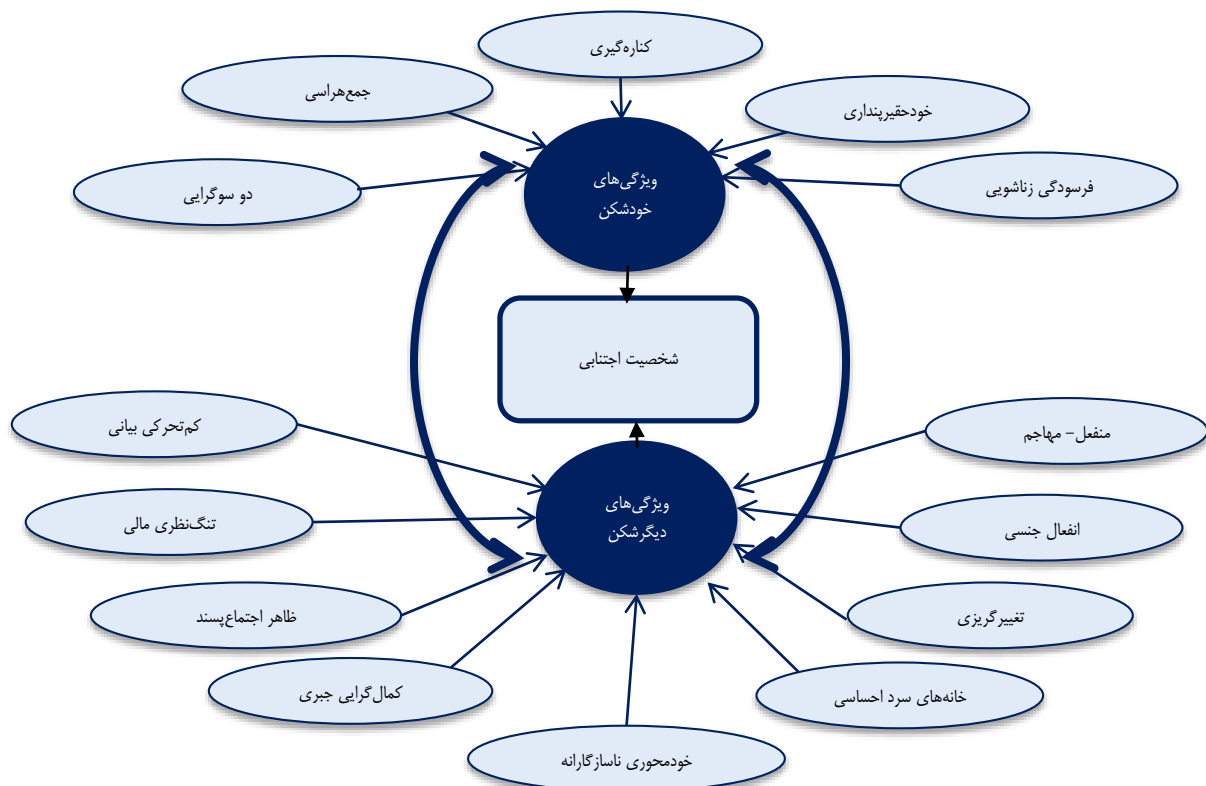 کناره‌گیری
جمع‌هراسی
خودحقیرپنداری
دو سوگرایی
فرسودگی زناشویی
ویژگی‌های
خودشکن
شخصیت اجتنابی
کم‌تحرکی بیانی
منفعل- مهاجم
تنگ‌نظری مالی
ویژگی‌های
دیگرشکن
انفعال جنسی
ظاهر اجتماع‌پسند
تغییرگریزی
کمال‌گرایی جبری
خانه‌های سرد احساسی
خودمحوری ناسازگارانه